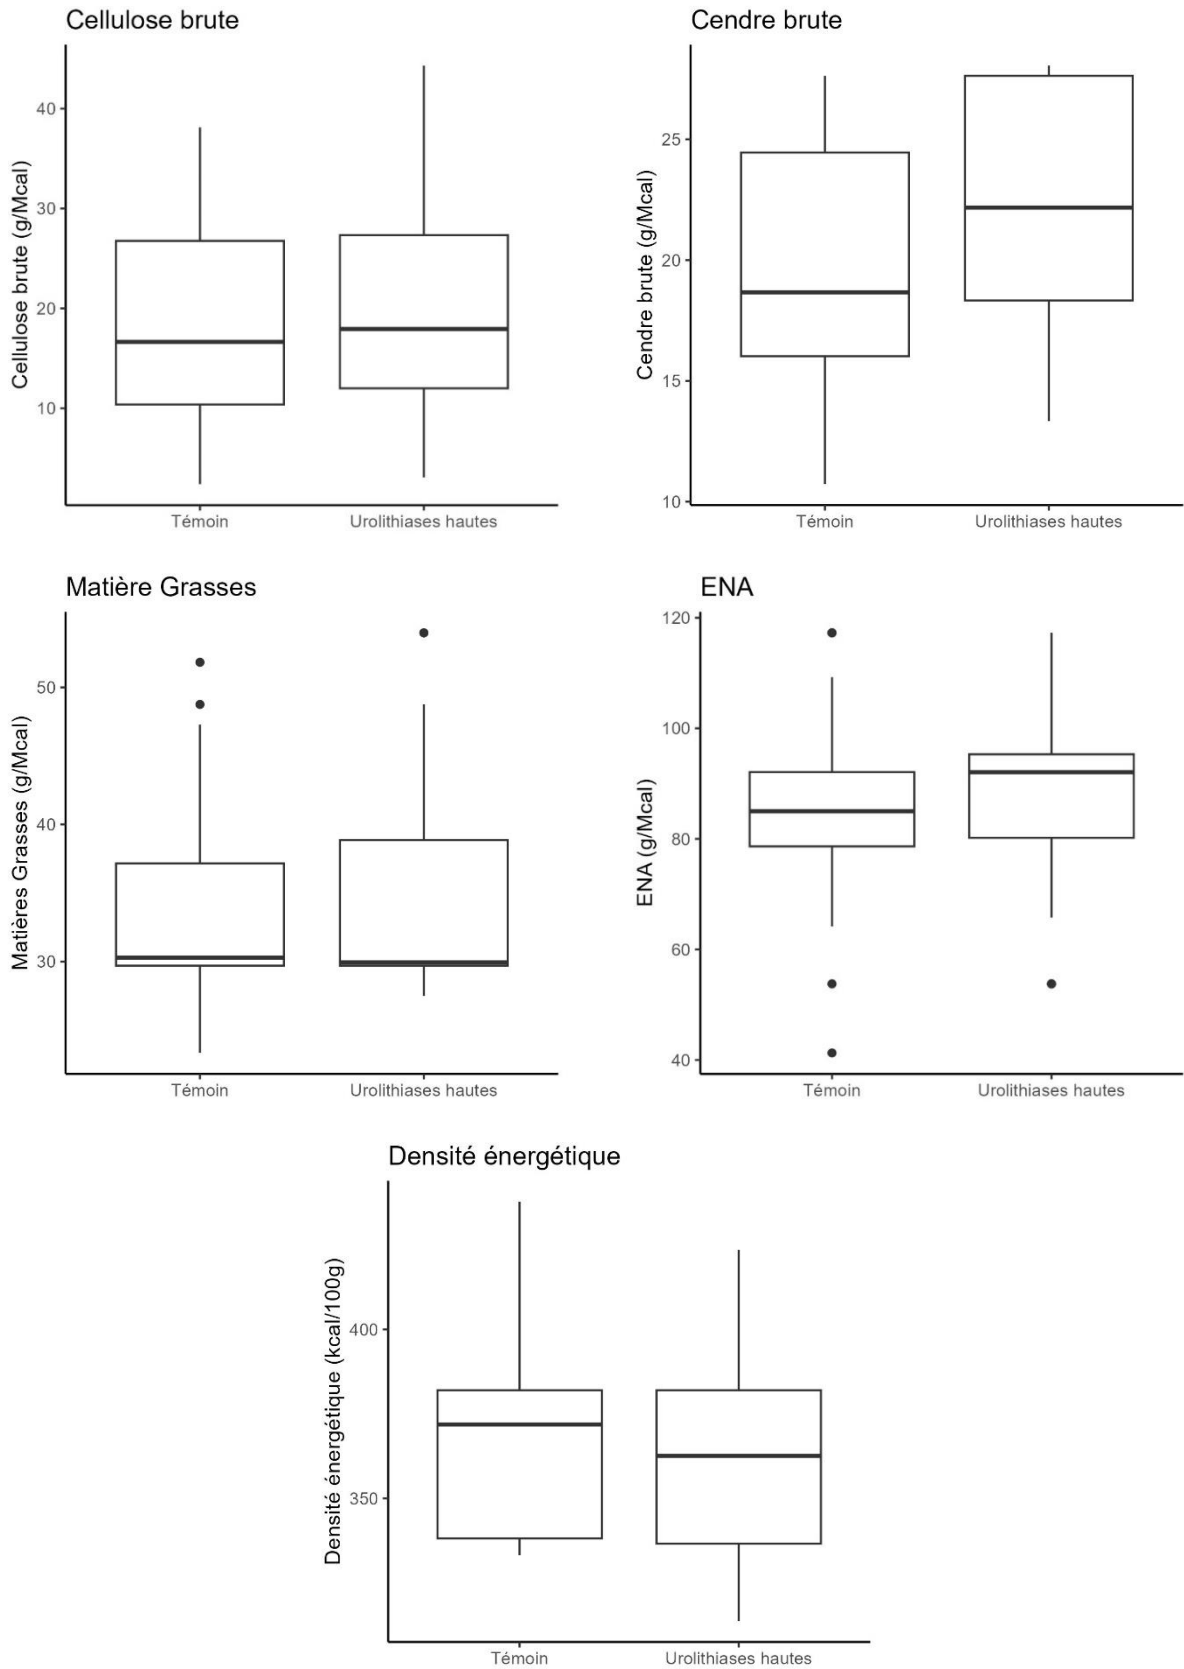 Cellulose brute
Cellulose brute (g/Mcal)
40
30
20
10
Témoin
Urolithiases hautes
Cendre brute
Cendre brute (g/Mcal)
25
20
15
10
Témoin
Urolithiases hautes
Matière Grasses
Matières Grasses (g/Mcal)
50
40
30
Témoin
Urolithiases hautes
ENA
ENA (g/Mcal)
120
100
80
60
40
Témoin
Urolithiases hautes
Densité énergétique
Densité énergétique (kcal/100g)
400
350
Témoin
Urolithiases hautes